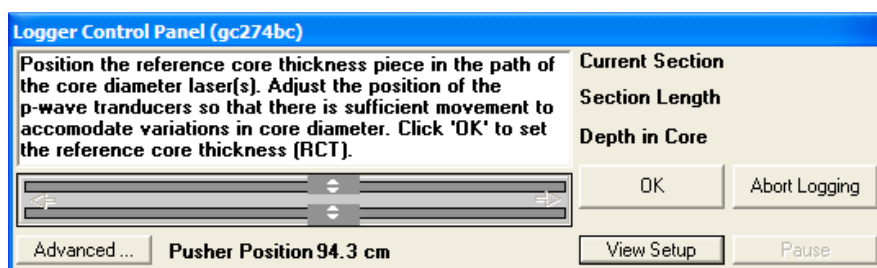 Logger Control Panel (gc274bc)
Position the reference core thickness piece in the path of
the core diameter laser(s). Adjust the position of the
p-wave tranducers so that there is sufficient movement to
accomodate variations in core diameter. Click 'OK' to set
the reference core thickness (RCT).
Current Section
Section Length
Depth in Core
OK
Abort Logging
Advanced ...
Pusher Position 94.3 cm
View Setup
Pause